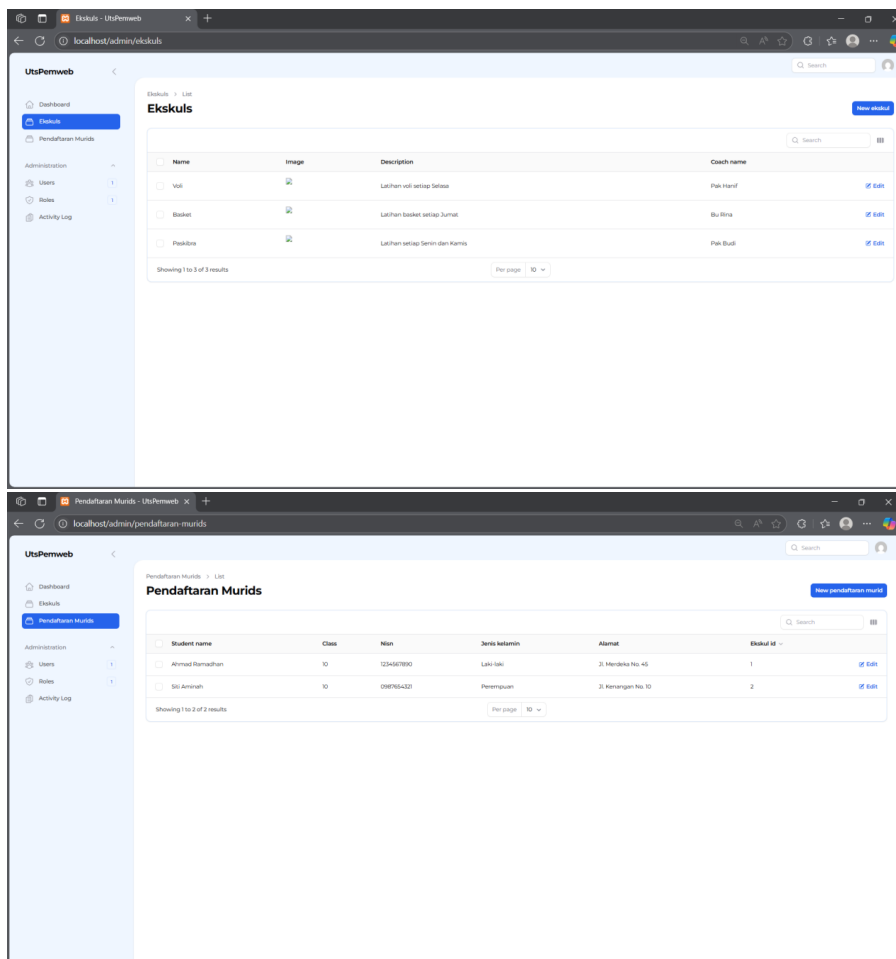 Ekskuls - UtsPemweb
localhost/admin/ekskuls
UtsPemweb
Search
Dashboard
Ekskuls
Pendaftaran Murids
Administration
Users 1
Roles 1
Activity Log
Ekskuls > List
Ekskuls
New ekskul
Search
Name Image Description Coach name
Voli Latihan voli setiap Selasa Pak Hanif Edit
Basket Latihan basket setiap Jumat Bu Rina Edit
Paskibra Latihan setiap Senin dan Kamis Pak Budi Edit
Showing 1 to 3 of 3 results Per page 10
Pendaftaran Murids - UtsPemweb
localhost/admin/pendaftaran-murids
UtsPemweb
Search
Dashboard
Ekskuls
Pendaftaran Murids
Administration
Users 1
Roles 1
Activity Log
Pendaftaran Murids > List
Pendaftaran Murids
New pendaftaran murid
Search
Student name Class Nisn Jenis kelamin Alamat Ekskul id
Ahmad Ramadhan 10 1234567890 Laki-laki Jl. Merdeka No. 45 1 Edit
Siti Aminah 10 0987654321 Perempuan Jl. Kenangan No. 10 2 Edit
Showing 1 to 2 of 2 results Per page 10